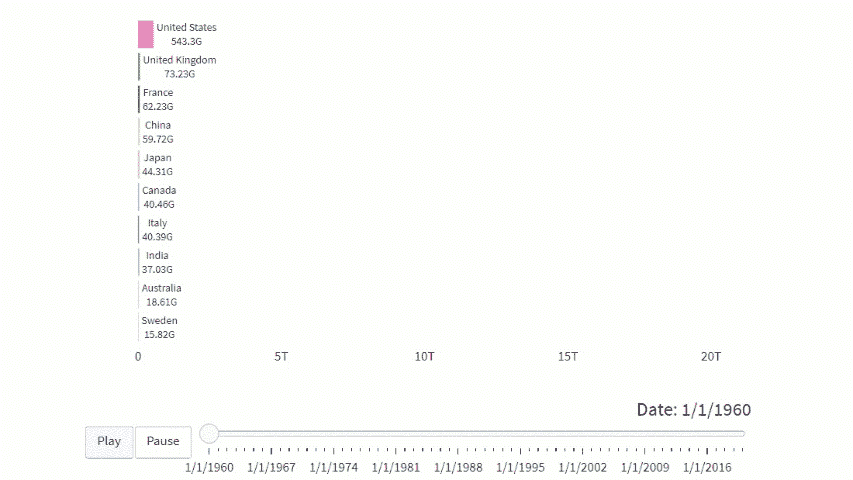 United States
543.3G
United Kingdom
73.23G
France
62.23G
China
59.72G
Japan
44.31G
Canada
40.46G
Italy
40.39G
India
37.03G
Australia
18.61G
Sweden
15.82G
0 5T 10T 15T 20T
Date: 1/1/1960
Play Pause
1/1/1960 1/1/1967 1/1/1974 1/1/1981 1/1/1988 1/1/1995 1/1/2002 1/1/2009 1/1/2016